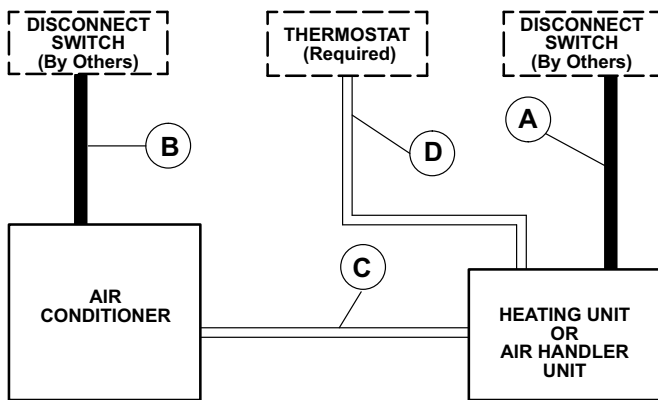 DISCONNECT
SWITCH
(By Others)
THERMOSTAT
(Required)
DISCONNECT
SWITCH
(By Others)
B
D
A
C
AIR
CONDITIONER
HEATING UNIT
OR
AIR HANDLER
UNIT